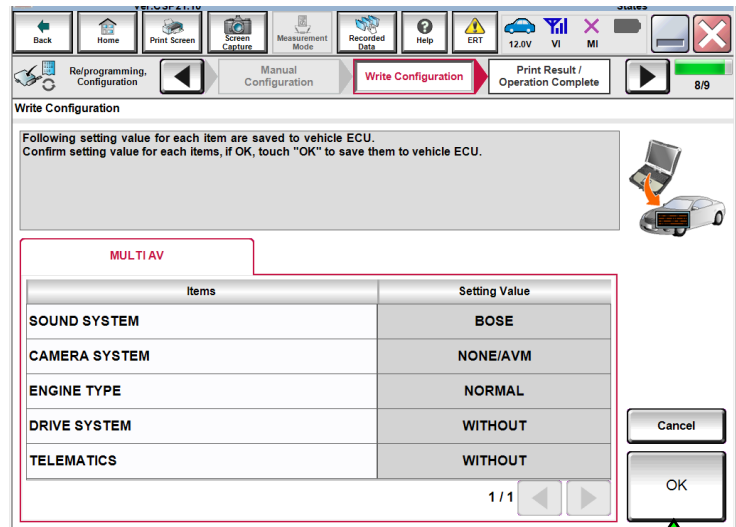 Ver.CSP21.10
States
Back
Home
Print Screen
Screen
Capture
Measurement
Mode
Recorded
Data
Help
ERT
12.0V
VI
MI
Re/programming,
Configuration
Manual
Configuration
Write Configuration
Print Result /
Operation Complete
8/9
Write Configuration
Following setting value for each item are saved to vehicle ECU.
Confirm setting value for each items, if OK, touch "OK" to save them to vehicle ECU.
MULTI AV
Items
Setting Value
SOUND SYSTEM
BOSE
CAMERA SYSTEM
NONE/AVM
ENGINE TYPE
NORMAL
DRIVE SYSTEM
WITHOUT
TELEMATICS
WITHOUT
1/1
Cancel
OK